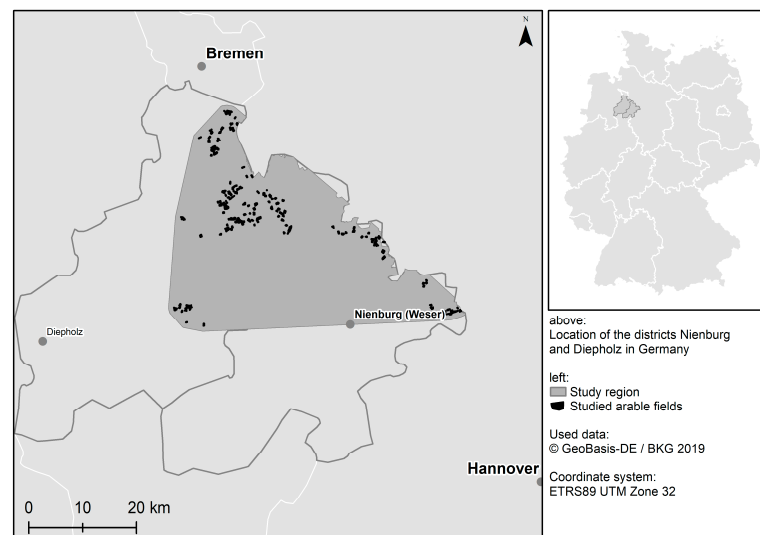 N
Bremen
Nienburg (Weser)
Diepholz
Hannover
0 10 20 km
above:
Location of the districts Nienburg
and Diepholz in Germany
left:
Study region
Studied arable fields
Used data:
© GeoBasis-DE / BKG 2019
Coordinate system:
ETRS89 UTM Zone 32